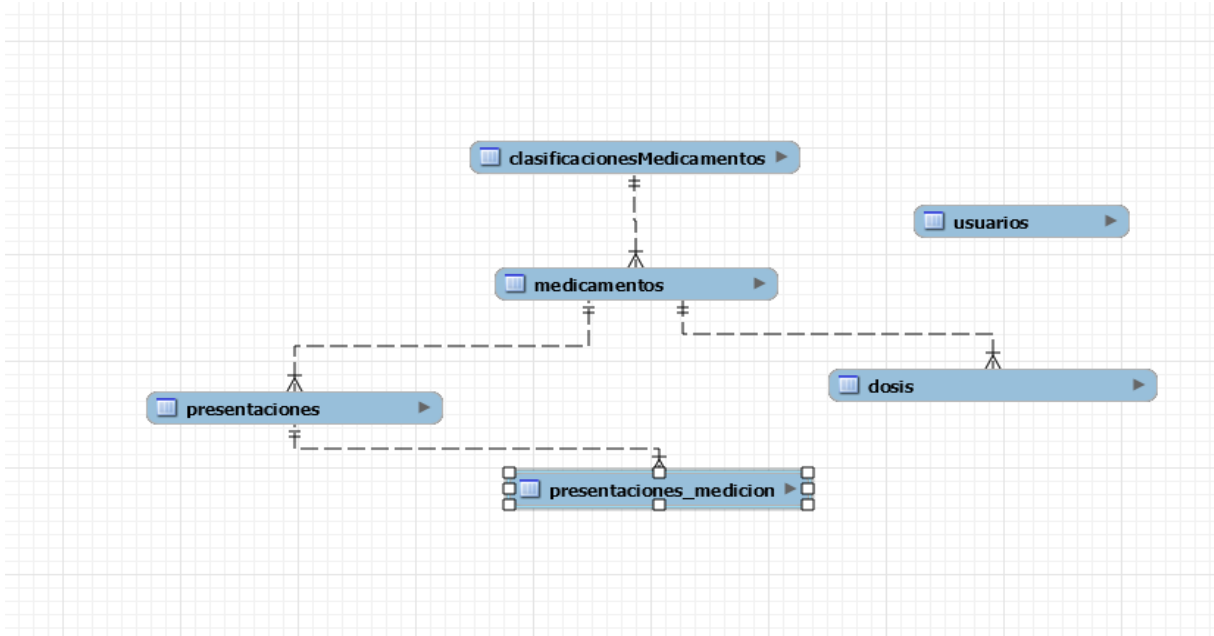 clasificacionesMedicamentos
usuarios
medicamentos
dosis
presentaciones
presentaciones_medicion